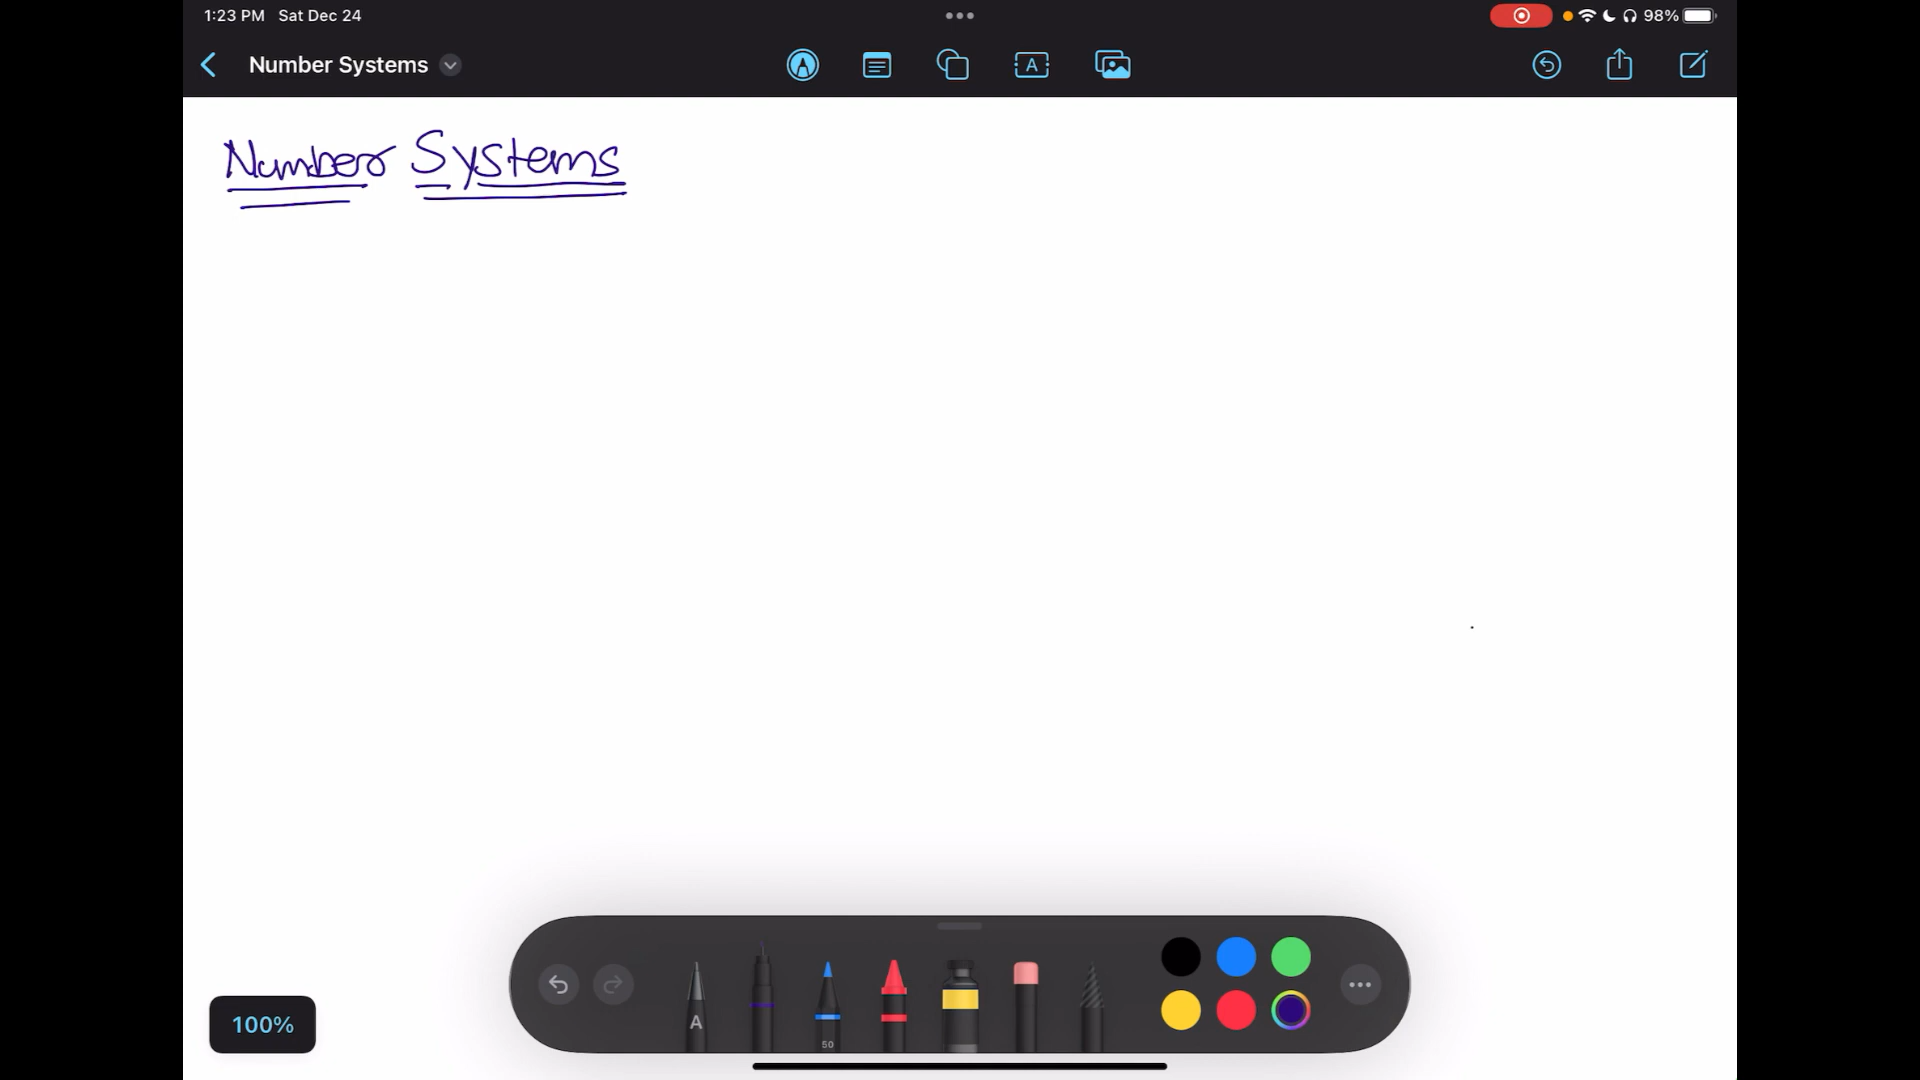 1:23 PM Sat Dec 24
98%
Number Systems
A
Number Systems
A
50
100%